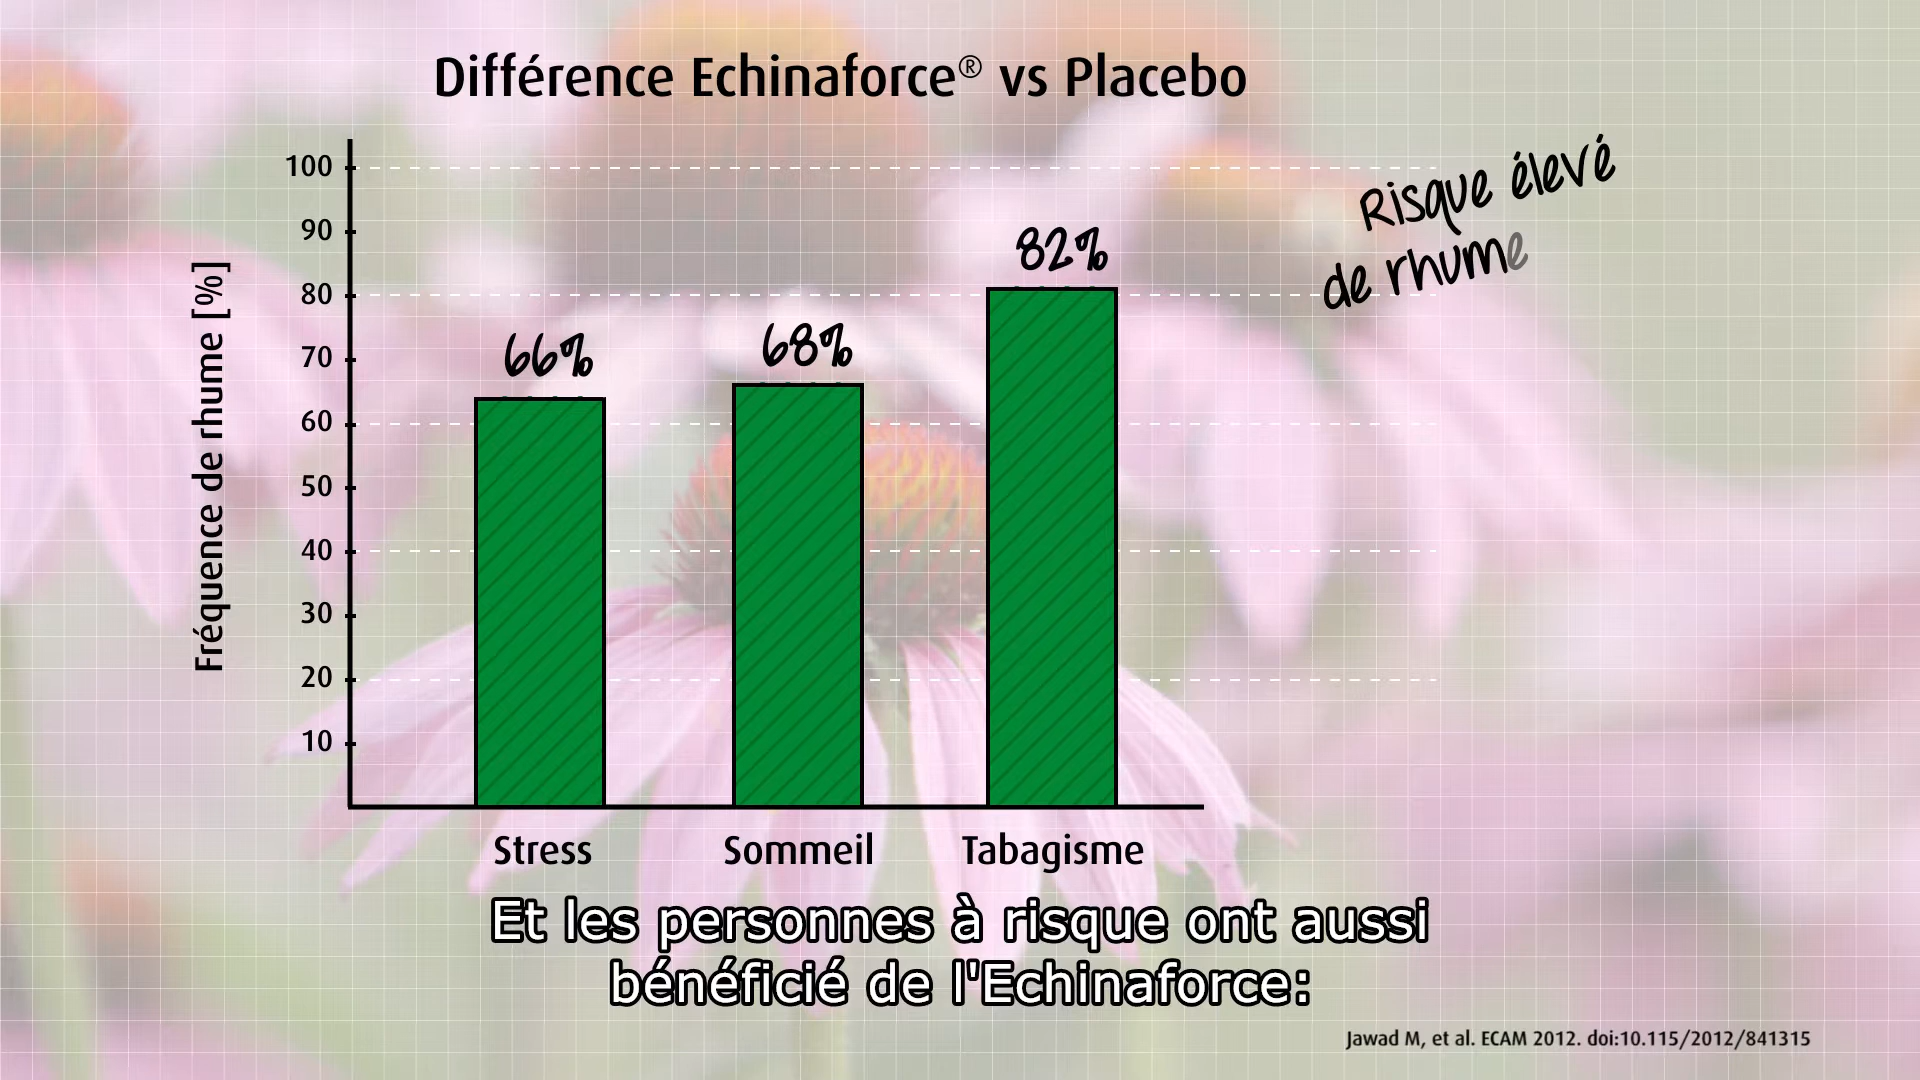 Différence Echinaforce® vs Placebo
Fréquence de rhume [%]
100
90
80
70
60
50
40
30
20
10
66%
68%
82%
Risque élevé
de rhume
Stress
Sommeil
Tabagisme
Et les personnes à risque ont aussi
bénéficié de l'Echinaforce:
Jawad M, et al. ECAM 2012. doi:10.115/2012/841315